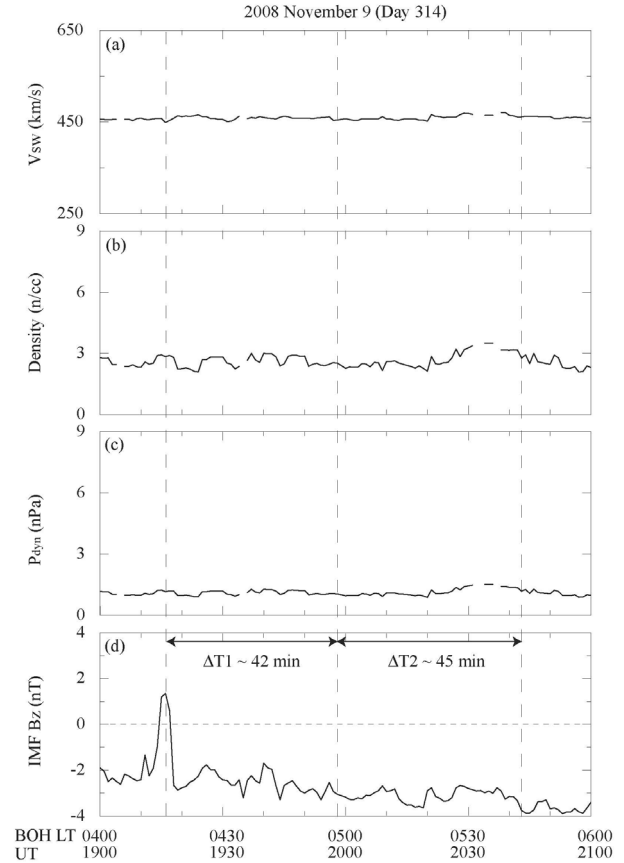 2008 November 9 (Day 314)
650
(a)
Vsw (km/s)
450
250
9
(b)
Density (n/cc)
6
3
0
9
(c)
Pdyn (nPa)
6
3
0
4
(d)
ΔT1 ~ 42 min
ΔT2 ~ 45 min
IMF Bz (nT)
2
0
-2
-4
BOH LT 0400 0430 0500 0530 0600
UT 1900 1930 2000 2030 2100